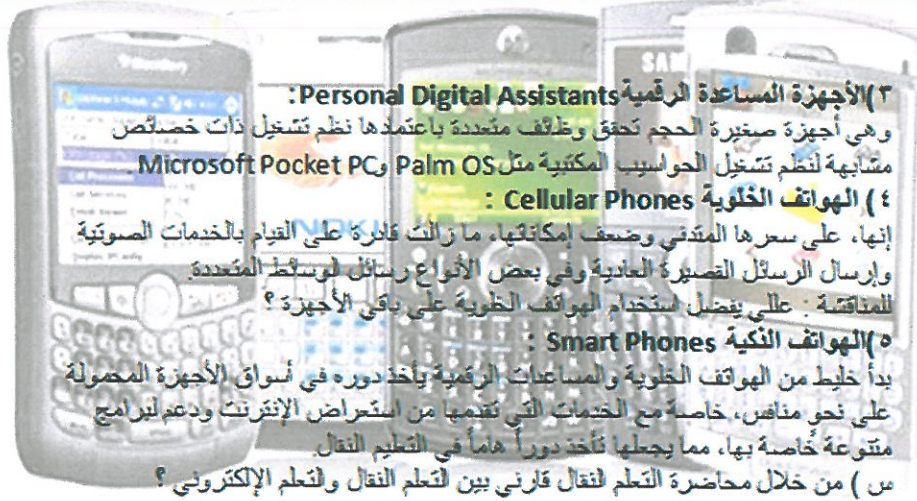 ٣)الأجهزة المساعدة الرقمية Personal Digital Assistants:
وهي أجهزة صغيرة الحجم تحقق وظائف متعددة باعتمادها نظم تشغيل ذات خصائص
مشابهة لنظم تشغيل الحواسيب المكتبية مثل Palm OS و Microsoft Pocket PC .
٤) الهواتف الخلوية Cellular Phones :
إنها، على سعرها المتدني وضعف إمكاناتها، ما زالت قادرة على القيام بالخدمات الصوتية
وإرسال الرسائل القصيرة العادية وفي بعض الأنواع رسائل الوسائط المتعددة.
للمناقشة : عللي يفضل استخدام الهواتف الخلوية على باقي الأجهزة ؟
٥)الهواتف الذكية Smart Phones :
بدأ خليط من الهواتف الخلوية والمساعدات الرقمية يأخذ دوره في أسواق الأجهزة المحمولة
على نحو منافس، خاصة مع الخدمات التي تقدمها من استعراض الإنترنت ودعم لبرامج
متنوعة خاصة بها، مما يجعلها تأخذ دوراً هاماً في التعليم النقال.
س ) من خلال محاضرة التعلم النقال قارني بين التعلم النقال والتعلم الإلكتروني ؟